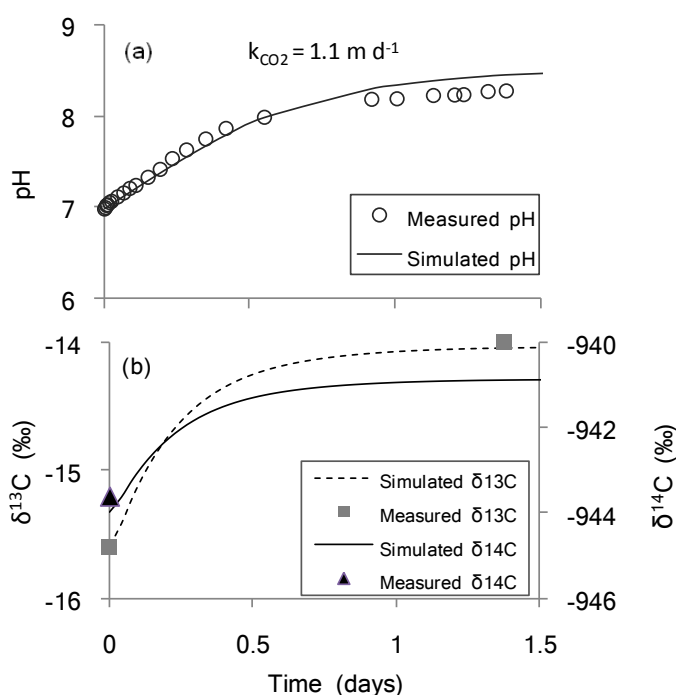 9
(a)
k_CO2 = 1.1 m d⁻¹
8
pH
7
Measured pH
Simulated pH
6
-14
-940
(b)
δ¹³C (‰)
-942
δ¹⁴C (‰)
-15
Simulated δ13C
Measured δ13C
-944
Simulated δ14C
Measured δ14C
-16
-946
0
0.5
1
1.5
Time (days)